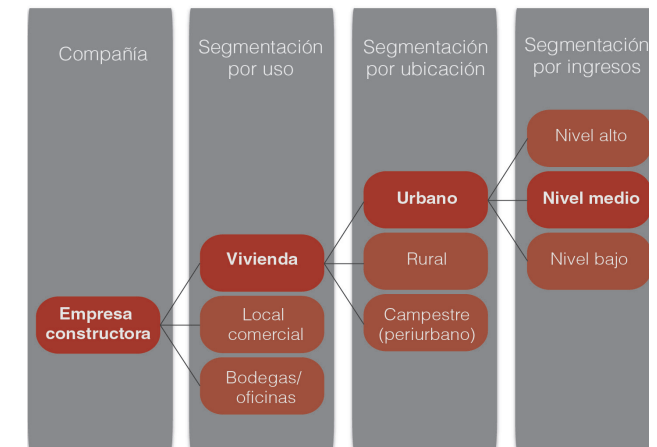 Compañía
Segmentación
por uso
Segmentación
por ubicación
Segmentación
por ingresos
Nivel alto
Urbano
Nivel medio
Vivienda
Rural
Nivel bajo
Empresa
constructora
Local
comercial
Campestre
(periurbano)
Bodegas/
oficinas